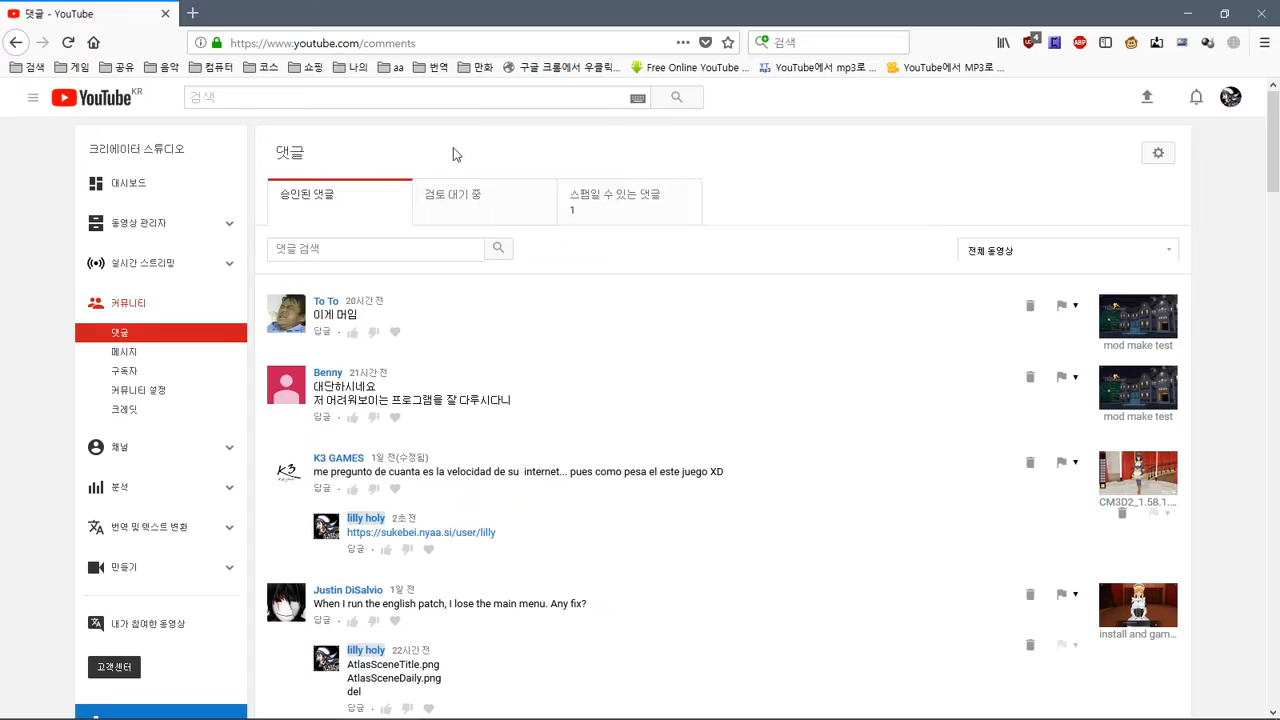 댓글 - YouTube
https://www.youtube.com/comments
검색
4
ABP
검색
게임
공유
음악
컴퓨터
코스
쇼핑
나의
aa
번역
만화
구글 크롬에서 우클릭...
Free Online YouTube ...
YouTube에서 mp3로 ...
YouTube에서 MP3로...
YouTube KR
검색
크리에이터 스튜디오
대시보드
동영상 관리자
실시간 스트리밍
커뮤니티
댓글
메시지
구독자
커뮤니티 설정
크레딧
채널
분석
번역 및 텍스트 변환
만들기
내가 참여한 동영상
고객센터
댓글
승인된 댓글
검토 대기 중
스팸일 수 있는 댓글
1
댓글 검색
전체 동영상
To To 20시간 전
이게 머임
답글
mod make test
Benny 21시간 전
대단하시네요
저 어려워보이는 프로그램을 잘 다루시다니
답글
mod make test
K3 GAMES 1일 전(수정됨)
me pregunto de cuanta es la velocidad de su internet... pues como pesa el este juego XD
답글
CM3D2_1.58.1....
lilly holy 2초 전
https://sukebei.nyaa.si/user/lilly
답글
Justin DiSalvio 1일 전
When I run the english patch, I lose the main menu. Any fix?
답글
install and gam...
lilly holy 22시간 전
AtlasSceneTitle.png
AtlasSceneDaily.png
del
답글